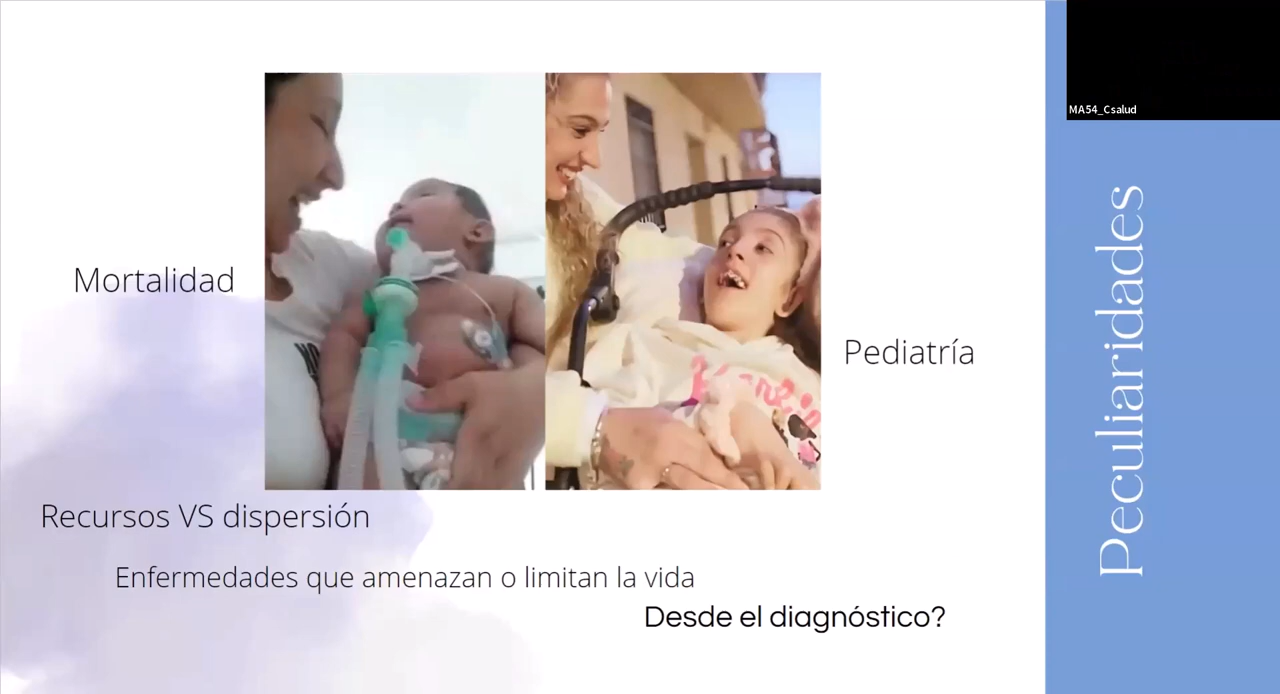 MA54_Csalud
Peculiaridades
Mortalidad
Pediatría
Recursos VS dispersión
Enfermedades que amenazan o limitan la vida
Desde el diagnóstico?